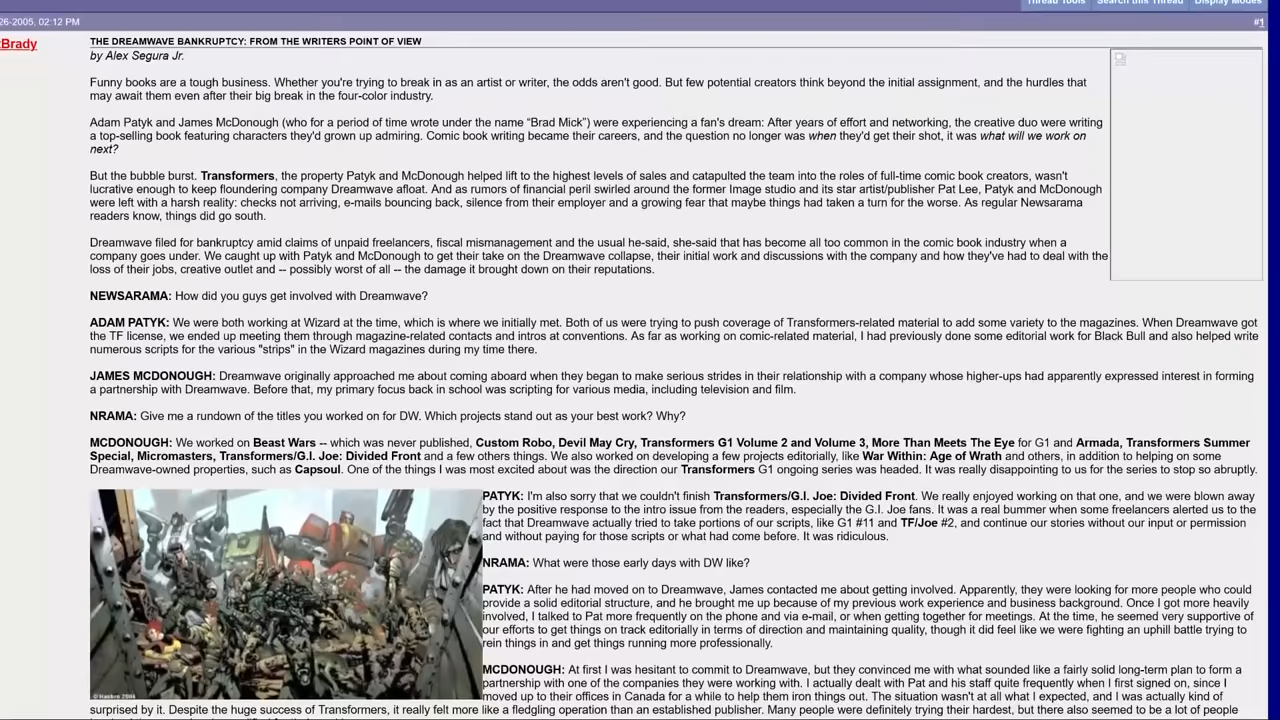 Thread Tools Search this Thread Display Modes
26-2005, 02:12 PM #1
Brady
THE DREAMWAVE BANKRUPTCY: FROM THE WRITERS POINT OF VIEW
by Alex Segura Jr.
Funny books are a tough business. Whether you're trying to break in as an artist or writer, the odds aren't good. But few potential creators think beyond the initial assignment, and the hurdles that
may await them even after their big break in the four-color industry.
Adam Patyk and James McDonough (who for a period of time wrote under the name “Brad Mick”) were experiencing a fan's dream: After years of effort and networking, the creative duo were writing
a top-selling book featuring characters they'd grown up admiring. Comic book writing became their careers, and the question no longer was when they'd get their shot, it was what will we work on
next?
But the bubble burst. Transformers, the property Patyk and McDonough helped lift to the highest levels of sales and catapulted the team into the roles of full-time comic book creators, wasn't
lucrative enough to keep floundering company Dreamwave afloat. And as rumors of financial peril swirled around the former Image studio and its star artist/publisher Pat Lee, Patyk and McDonough
were left with a harsh reality: checks not arriving, e-mails bouncing back, silence from their employer and a growing fear that maybe things had taken a turn for the worse. As regular Newsarama
readers know, things did go south.
Dreamwave filed for bankruptcy amid claims of unpaid freelancers, fiscal mismanagement and the usual he-said, she-said that has become all too common in the comic book industry when a
company goes under. We caught up with Patyk and McDonough to get their take on the Dreamwave collapse, their initial work and discussions with the company and how they've had to deal with the
loss of their jobs, creative outlet and -- possibly worst of all -- the damage it brought down on their reputations.
NEWSARAMA: How did you guys get involved with Dreamwave?
ADAM PATYK: We were both working at Wizard at the time, which is where we initially met. Both of us were trying to push coverage of Transformers-related material to add some variety to the magazines. When Dreamwave got
the TF license, we ended up meeting them through magazine-related contacts and intros at conventions. As far as working on comic-related material, I had previously done some editorial work for Black Bull and also helped write
numerous scripts for the various "strips" in the Wizard magazines during my time there.
JAMES MCDONOUGH: Dreamwave originally approached me about coming aboard when they began to make serious strides in their relationship with a company whose higher-ups had apparently expressed interest in forming
a partnership with Dreamwave. Before that, my primary focus back in school was scripting for various media, including television and film.
NRAMA: Give me a rundown of the titles you worked on for DW. Which projects stand out as your best work? Why?
MCDONOUGH: We worked on Beast Wars -- which was never published, Custom Robo, Devil May Cry, Transformers G1 Volume 2 and Volume 3, More Than Meets The Eye for G1 and Armada, Transformers Summer
Special, Micromasters, Transformers/G.I. Joe: Divided Front and a few others things. We also worked on developing a few projects editorially, like War Within: Age of Wrath and others, in addition to helping on some
Dreamwave-owned properties, such as Capsoul. One of the things I was most excited about was the direction our Transformers G1 ongoing series was headed. It was really disappointing to us for the series to stop so abruptly.
PATYK: I'm also sorry that we couldn't finish Transformers/G.I. Joe: Divided Front. We really enjoyed working on that one, and we were blown away
by the positive response to the intro issue from the readers, especially the G.I. Joe fans. It was a real bummer when some freelancers alerted us to the
fact that Dreamwave actually tried to take portions of our scripts, like G1 #11 and TF/Joe #2, and continue our stories without our input or permission
and without paying for those scripts or what had come before. It was ridiculous.
NRAMA: What were those early days with DW like?
PATYK: After he had moved on to Dreamwave, James contacted me about getting involved. Apparently, they were looking for more people who could
provide a solid editorial structure, and he brought me up because of my previous work experience and business background. Once I got more heavily
involved, I talked to Pat more frequently on the phone and via e-mail, or when getting together for meetings. At the time, he seemed very supportive of
our efforts to get things on track editorially in terms of direction and maintaining quality, though it did feel like we were fighting an uphill battle trying to
rein things in and get things running more professionally.
MCDONOUGH: At first I was hesitant to commit to Dreamwave, but they convinced me with what sounded like a fairly solid long-term plan to form a
partnership with one of the companies they were working with. I actually dealt with Pat and his staff quite frequently when I first signed on, since I
moved up to their offices in Canada for a while to help them iron things out. The situation wasn't at all what I expected, and I was actually kind of
surprised by it. Despite the huge success of Transformers, it really felt more like a fledgling operation than an established publisher. Many people were definitely trying their hardest, but there also seemed to be a lot of people